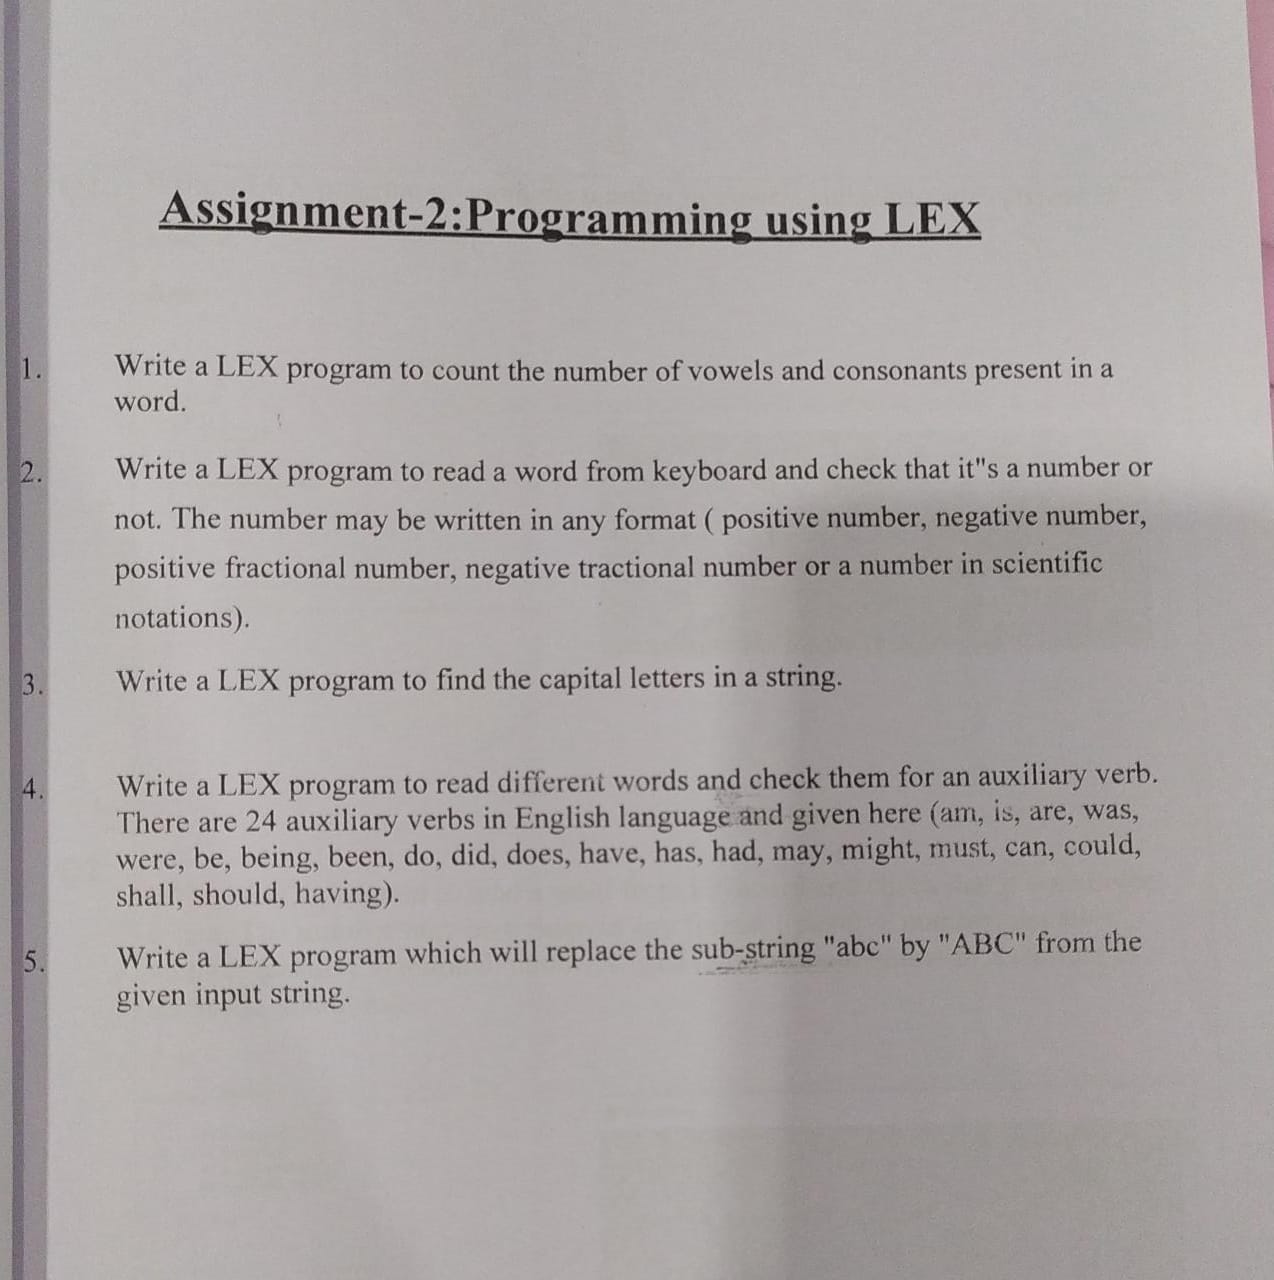 Assignment-2:Programming using LEX
1. Write a LEX program to count the number of vowels and consonants present in a
word.
2. Write a LEX program to read a word from keyboard and check that it"s a number or
not. The number may be written in any format ( positive number, negative number,
positive fractional number, negative tractional number or a number in scientific
notations).
3. Write a LEX program to find the capital letters in a string.
4. Write a LEX program to read different words and check them for an auxiliary verb.
There are 24 auxiliary verbs in English language and given here (am, is, are, was,
were, be, being, been, do, did, does, have, has, had, may, might, must, can, could,
shall, should, having).
5. Write a LEX program which will replace the sub-string "abc" by "ABC" from the
given input string.